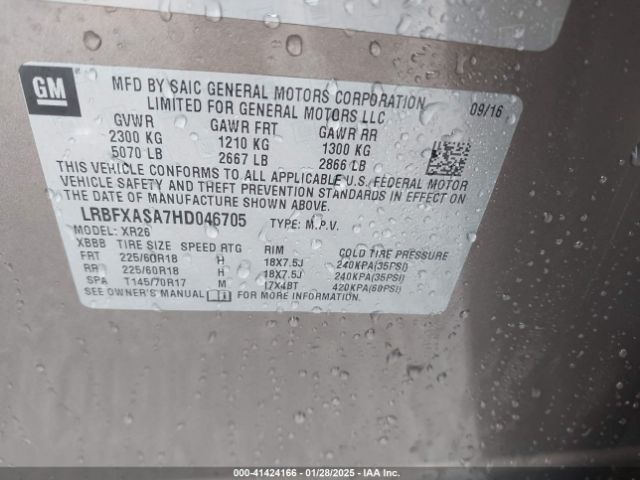 GM
MFD BY SAIC GENERAL MOTORS CORPORATION
LIMITED FOR GENERAL MOTORS LLC
09/16
GVWR GAWR FRT GAWR RR
2300 KG 1210 KG 1300 KG
5070 LB 2667 LB 2866 LB
THIS VEHICLE CONFORMS TO ALL APPLICABLE U.S. FEDERAL MOTOR
VEHICLE SAFETY AND THEFT PREVENTION STANDARDS IN EFFECT ON
THE DATE OF MANUFACTURE SHOWN ABOVE.
LRBFXASA7HD046705 TYPE: M.P.V.
MODEL: XR26
XBBB TIRE SIZE SPEED RTG RIM COLD TIRE PRESSURE
FRT 225/60R18 H 18X7.5J 240KPA(35PSI)
RR 225/60R18 H 18X7.5J 240KPA(35PSI)
SPA T145/70R17 M 17X4BT 420KPA(60PSI)
SEE OWNER'S MANUAL FOR MORE INFORMATION.
000-41424166 - 01/28/2025 - IAA Inc.